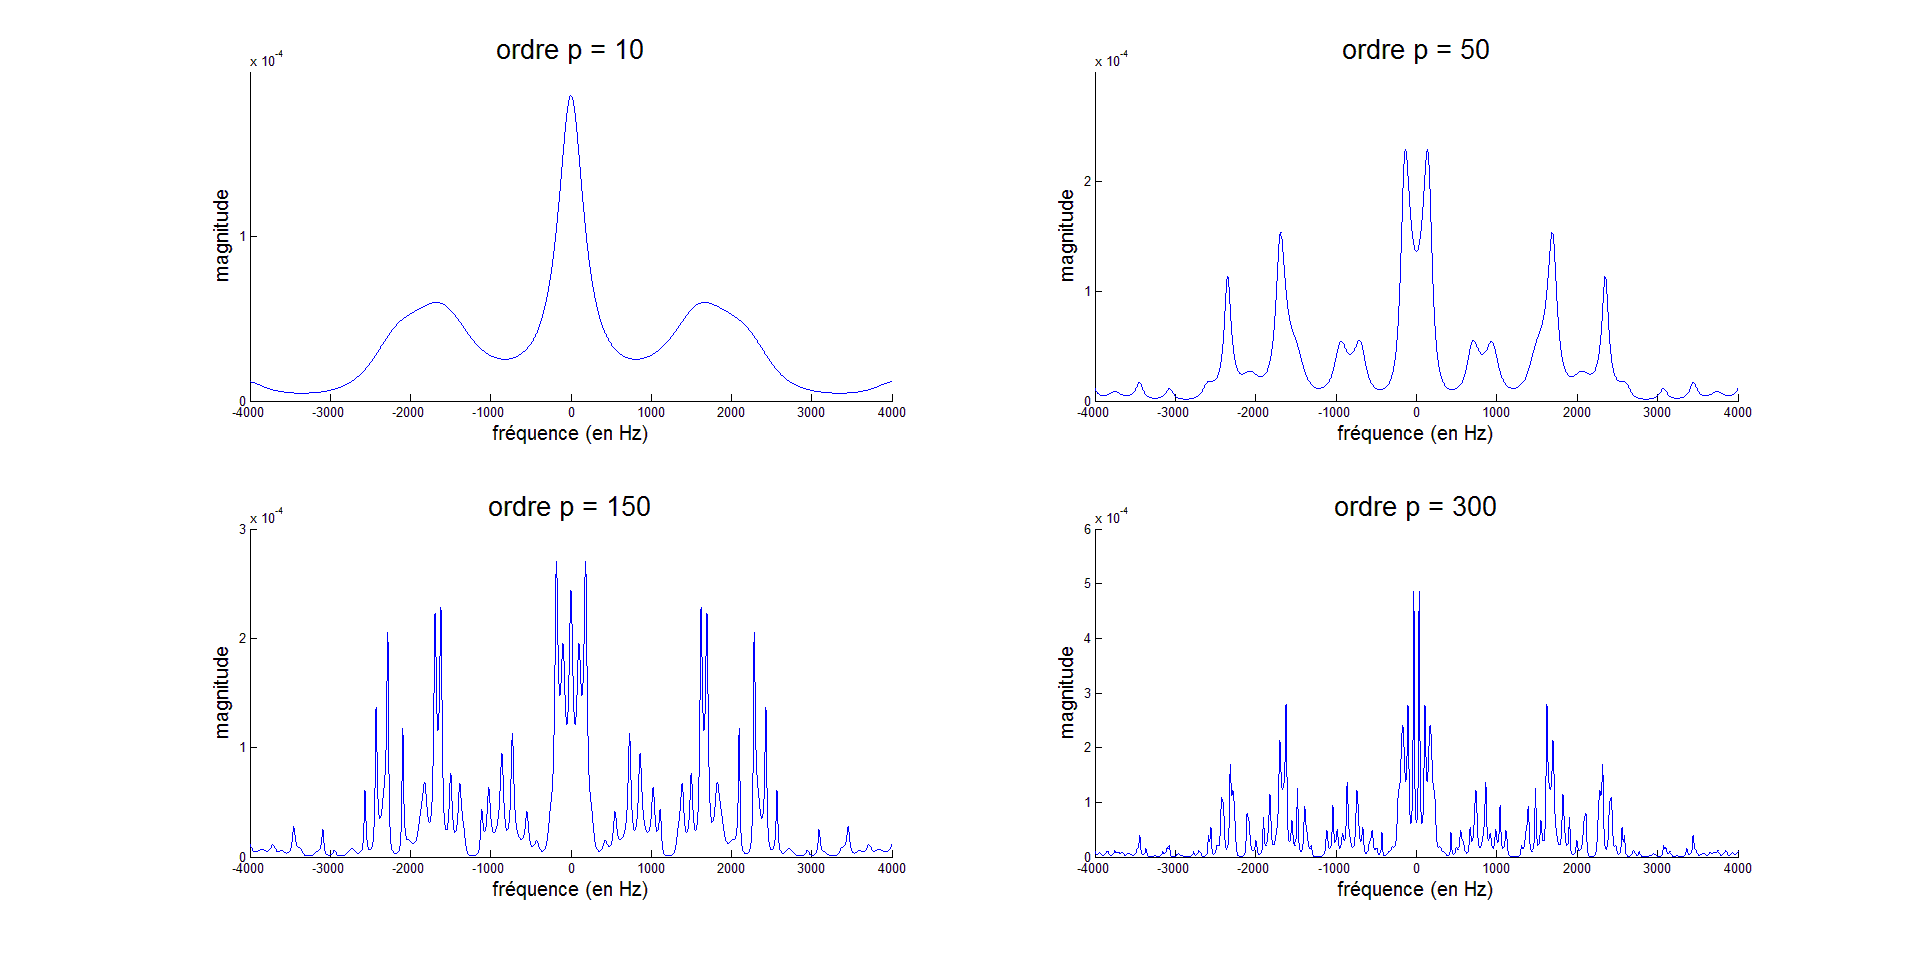 ordre p = 10
x 10^-4
magnitude
1
0
-4000 -3000 -2000 -1000 0 1000 2000 3000 4000
fréquence (en Hz)
ordre p = 50
x 10^-4
magnitude
2
1
0
-4000 -3000 -2000 -1000 0 1000 2000 3000 4000
fréquence (en Hz)
ordre p = 150
x 10^-4
magnitude
3
2
1
0
-4000 -3000 -2000 -1000 0 1000 2000 3000 4000
fréquence (en Hz)
ordre p = 300
x 10^-4
magnitude
6
5
4
3
2
1
0
-4000 -3000 -2000 -1000 0 1000 2000 3000 4000
fréquence (en Hz)